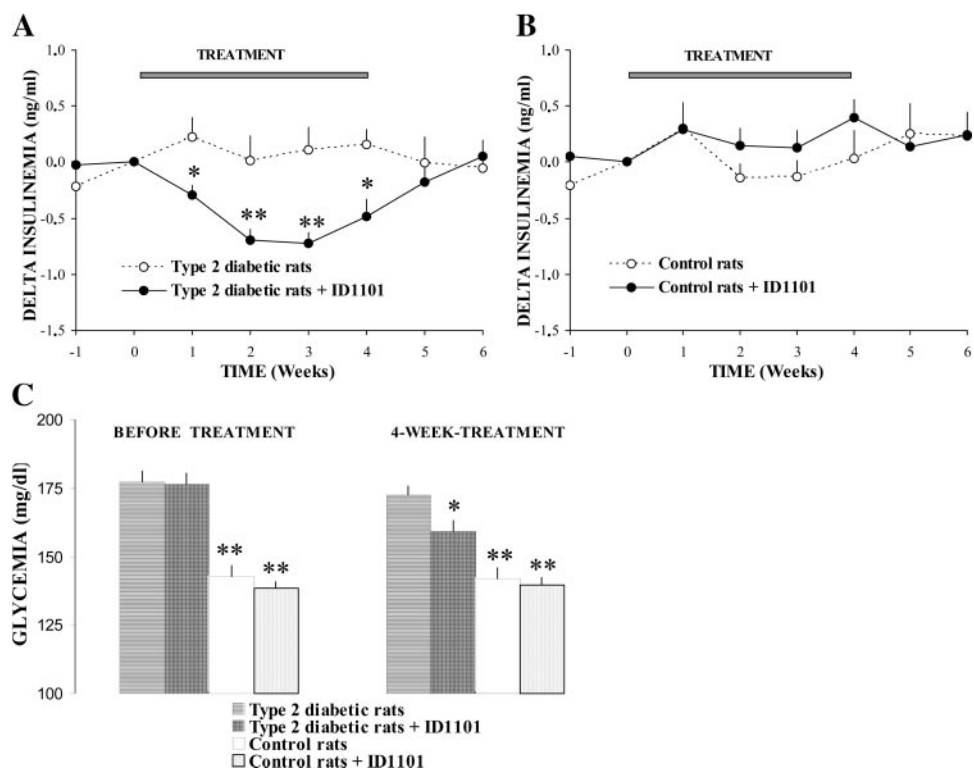 A
TREATMENT
DELTA INSULINEMIA (ng/ml)
1.0
0.5
0.0
-0.5
-1.0
-1.5
*
**
**
*
Type 2 diabetic rats
Type 2 diabetic rats + ID1101
-1 0 1 2 3 4 5 6
TIME (Weeks)
B
TREATMENT
DELTA INSULINEMIA (ng/ml)
1.0
0.5
0.0
-0.5
-1.0
-1.5
Control rats
Control rats + ID1101
-1 0 1 2 3 4 5 6
TIME (Weeks)
C
GLYCEMIA (mg/dl)
200
175
150
125
100
BEFORE TREATMENT
4-WEEK-TREATMENT
**
**
*
**
**
Type 2 diabetic rats
Type 2 diabetic rats + ID1101
Control rats
Control rats + ID1101